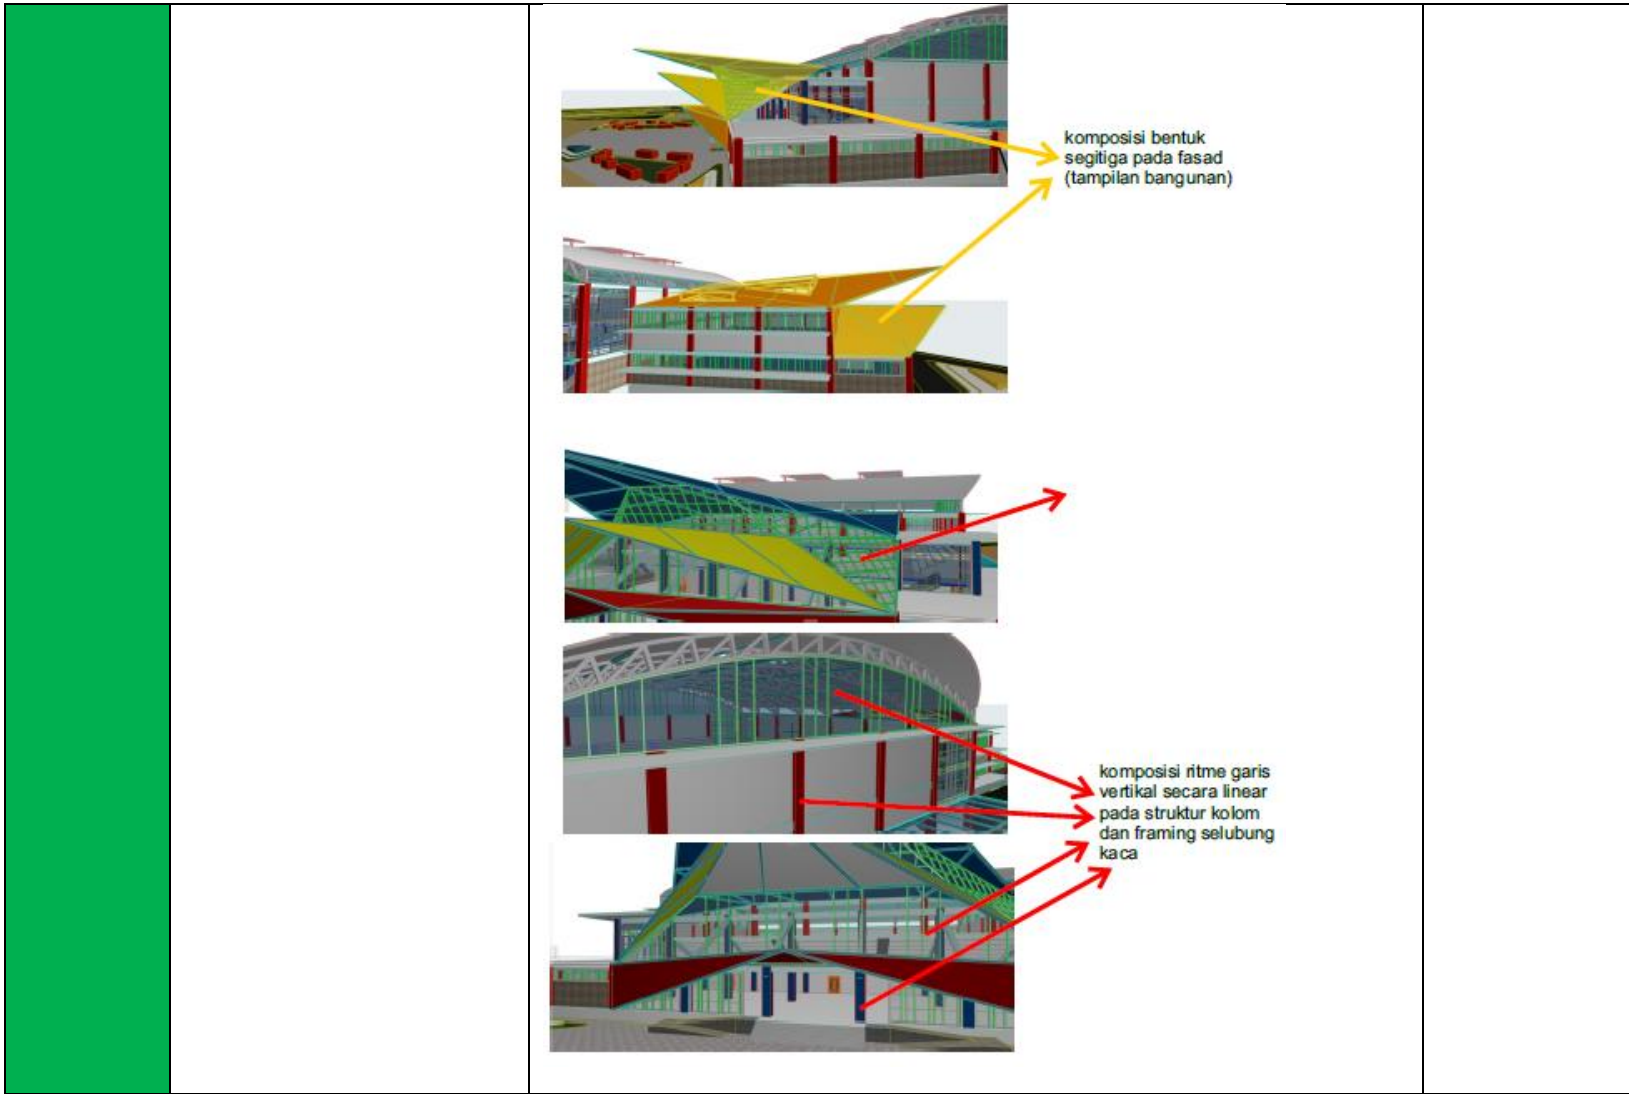 komposisi bentuk
segitiga pada fasad
(tampilan bangunan)
komposisi ritme garis
vertikal secara linear
pada struktur kolom
dan framing selubung
kaca